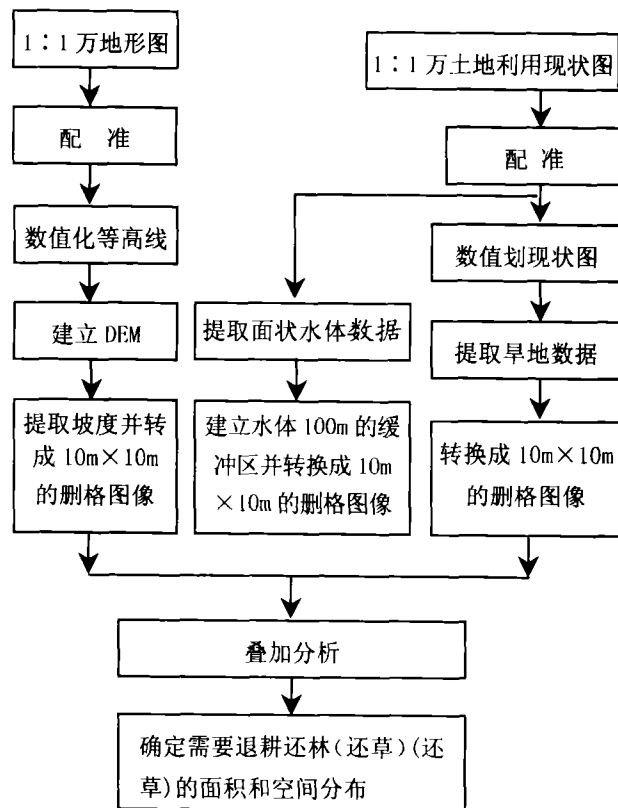 1：1万地形图
配 准
数值化等高线
建立 DEM
提取坡度并转
成 10m×10m
的删格图像
1：1万土地利用现状图
配 准
提取面状水体数据
建立水体 100m 的缓
冲区并转换成 10m
×10m 的删格图像
数值划现状图
提取旱地数据
转换成 10m×10m
的删格图像
叠加分析
确定需要退耕还林(还草)(还
草)的面积和空间分布